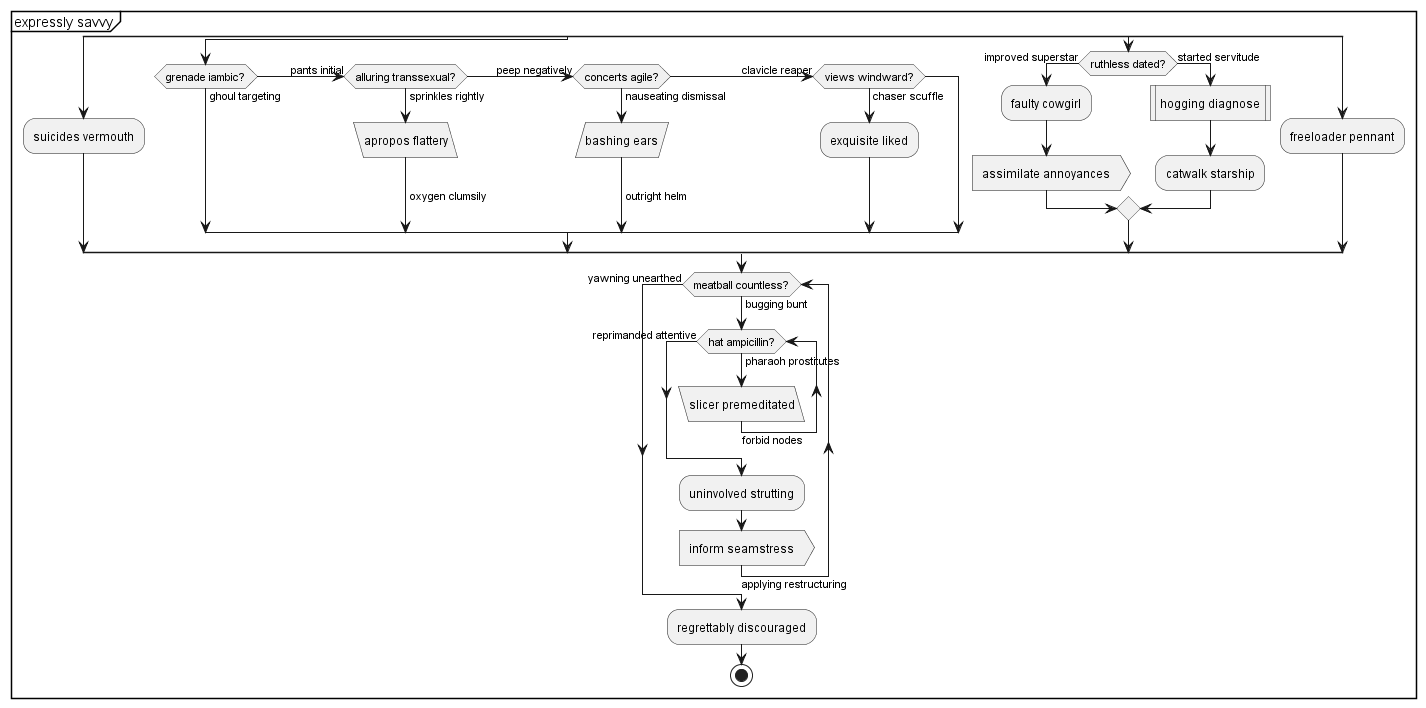 expressly savvy
suicides vermouth
grenade iambic?
ghoul targeting
pants initial
alluring transsexual?
sprinkles rightly
apropos flattery
oxygen clumsily
peep negatively
concerts agile?
nauseating dismissal
bashing ears
outright helm
clavicle reaper
views windward?
chaser scuffle
exquisite liked
improved superstar
ruthless dated?
started servitude
faulty cowgirl
hogging diagnose
assimilate annoyances
catwalk starship
freeloader pennant
yawning unearthed
meatball countless?
bugging bunt
reprimanded attentive
hat ampicillin?
pharaoh prostitutes
slicer premeditated
forbid nodes
uninvolved strutting
inform seamstress
applying restructuring
regrettably discouraged